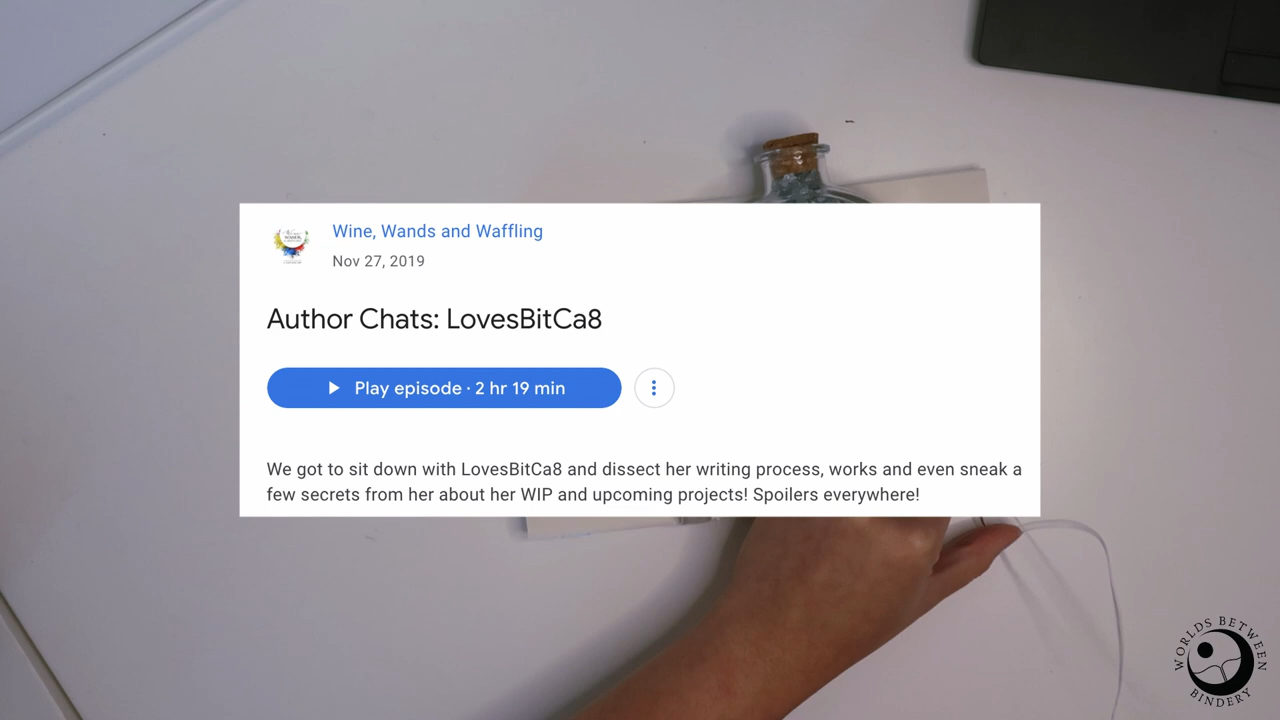 Wine, Wands and Waffling
Nov 27, 2019
Author Chats: LovesBitCa8
Play episode · 2 hr 19 min
We got to sit down with LovesBitCa8 and dissect her writing process, works and even sneak a
few secrets from her about her WIP and upcoming projects! Spoilers everywhere!
WORLDS BETWEEN
BINDERY